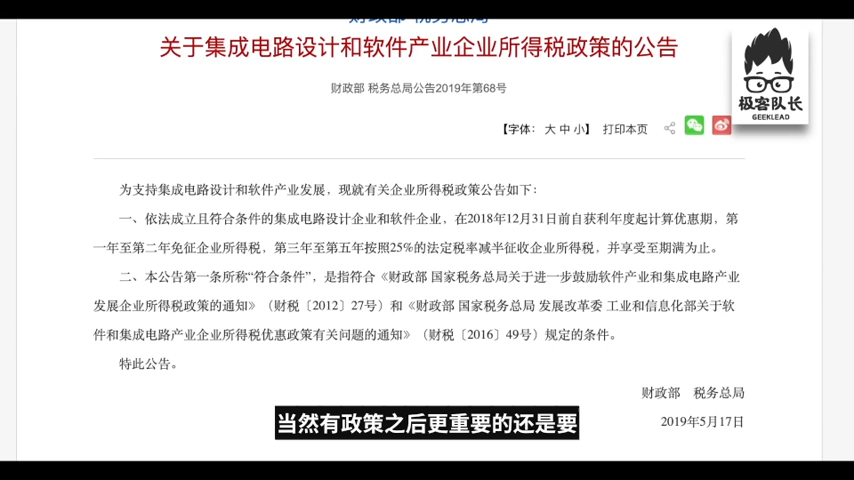 财政部 税务总局
关于集成电路设计和软件产业企业所得税政策的公告
财政部 税务总局公告2019年第68号
【字体： 大 中 小】 打印本页
极客队长
GEEKLEAD
为支持集成电路设计和软件产业发展，现就有关企业所得税政策公告如下：
一、依法成立且符合条件的集成电路设计企业和软件企业，在2018年12月31日前自获利年度起计算优惠期，第
一年至第二年免征企业所得税，第三年至第五年按照25%的法定税率减半征收企业所得税，并享受至期满为止。
二、本公告第一条所称“符合条件”，是指符合《财政部 国家税务总局关于进一步鼓励软件产业和集成电路产业
发展企业所得税政策的通知》（财税〔2012〕27号）和《财政部 国家税务总局 发展改革委 工业和信息化部关于软
件和集成电路产业企业所得税优惠政策有关问题的通知》（财税〔2016〕49号）规定的条件。
特此公告。
财政部 税务总局
2019年5月17日
当然有政策之后更重要的还是要